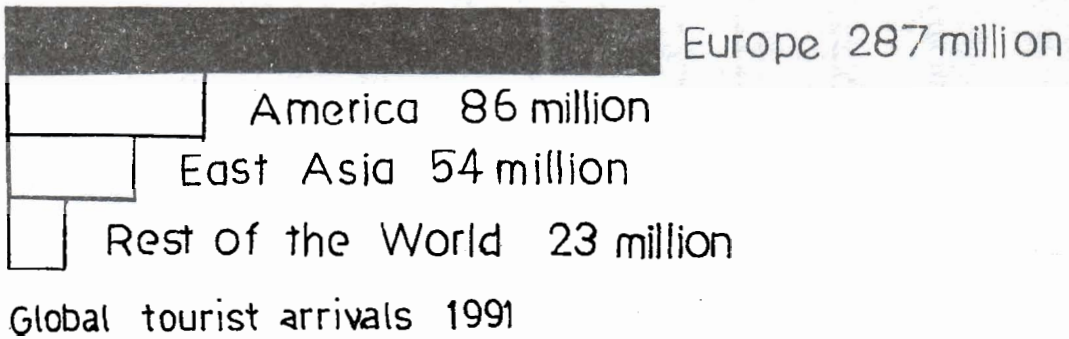 Europe 287 million
America 86 million
East Asia 54 million
Rest of the World 23 million
Global tourist arrivals 1991